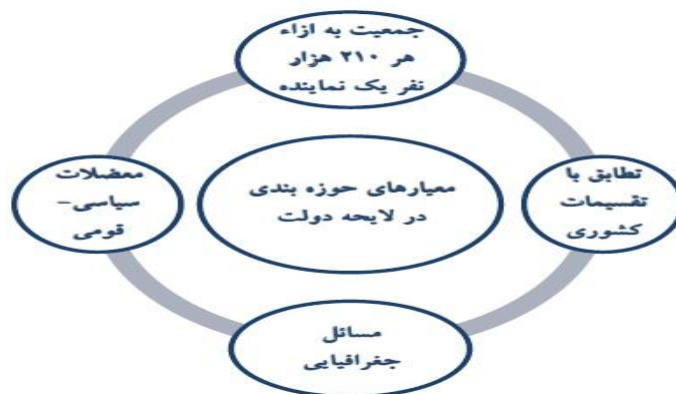 جمعیت به ازاء
هر ۲۱۰ هزار
نفر یک نماینده
تطابق با
تقسیمات
کشوری
معیارهای حوزه بندی
در لایحه دولت
معضلات
سیاسی-
قومی
مسائل
جغرافیایی